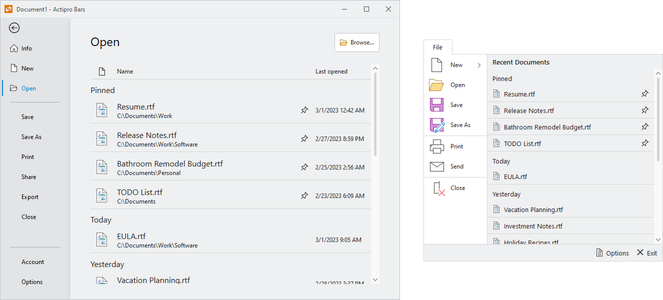 Document1 - Actipro Bars
Info
New
Open
Save
Save As
Print
Share
Export
Close
Account
Options
Open
Browse...
Name
Last opened
Pinned
Resume.rtf
C:\Documents\Work
3/1/2023 12:42 AM
Release Notes.rtf
C:\Documents\Work\Software
2/27/2023 8:59 PM
Bathroom Remodel Budget.rtf
C:\Documents\Personal
2/25/2023 2:56 AM
TODO List.rtf
C:\Documents
2/23/2023 6:09 AM
Today
EULA.rtf
C:\Documents\Work\Software
3/1/2023 9:05 AM
Yesterday
Vacation Planning.rtf
File
New
Open
Save
Save As
Print
Send
Close
Recent Documents
Pinned
Resume.rtf
Release Notes.rtf
Bathroom Remodel Budget.rtf
TODO List.rtf
Today
EULA.rtf
Yesterday
Vacation Planning.rtf
Investment Notes.rtf
Holiday Recipes.rtf
Options
Exit